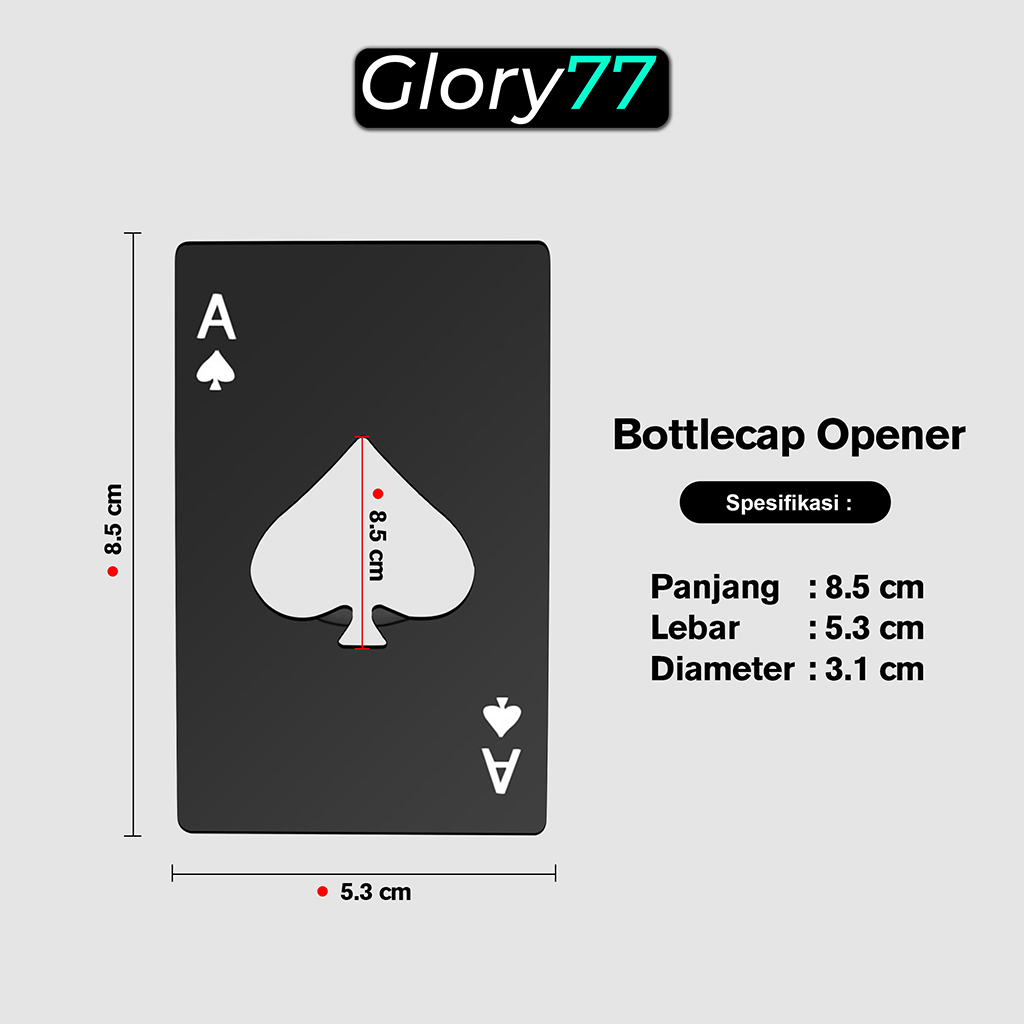 Glory77
A
8.5 cm
8.5 cm
Bottlecap Opener
Spesifikasi :
Panjang : 8.5 cm
Lebar : 5.3 cm
Diameter : 3.1 cm
A
5.3 cm